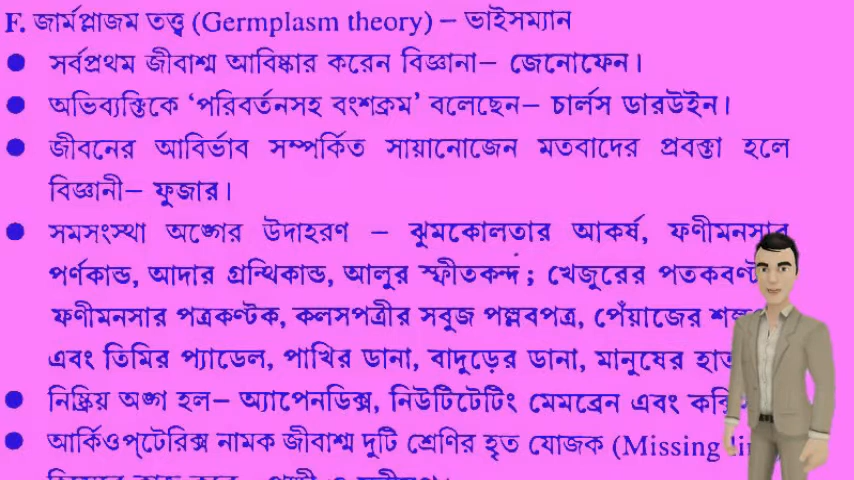 F. জার্মপ্লাজম তত্ত্ব (Germplasm theory) – ভাইসম্যান
● সর্বপ্রথম জীবাশ্ম আবিষ্কার করেন বিজ্ঞানা– জেনোফেন।
● অভিব্যক্তিকে ‘পরিবর্তনসহ বংশক্রম’ বলেছেন– চার্লস ডারউইন।
● জীবনের আবির্ভাব সম্পর্কিত সায়ানোজেন মতবাদের প্রবক্তা হলে
বিজ্ঞানী– ফুজার।
● সমসংস্থা অঙ্গের উদাহরণ – ঝুমকোলতার আকর্ষ, ফণীমনসার
পর্ণকান্ড, আদার গ্রন্থিকান্ড, আলুর স্ফীতকন্দ ; খেজুরের
ফণীমনসার পত্রকণ্টক, কলসপত্রীর সবুজ পল্লবপত্র, পেঁয়াজের
এবং তিমির প্যাডেল, পাখির ডানা, বাদুড়ের ডানা, মানুষের
● নিষ্ক্রিয় অঙ্গ হল– অ্যাপেনডিক্স, নিউটিটেটিং মেমব্রেন এবং
● আর্কিওপ্‌টেরিক্স নামক জীবাশ্ম দুটি শ্রেণির হৃত যোজক (Missing